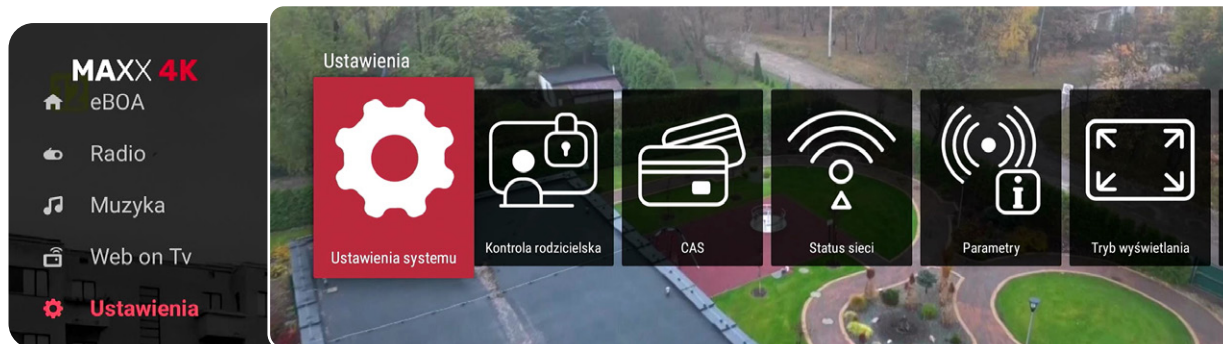 MAXX 4K
eBOA
Radio
Muzyka
Web on Tv
Ustawienia
Ustawienia
Ustawienia systemu
Kontrola rodzicielska
CAS
Status sieci
Parametry
Tryb wyświetlania